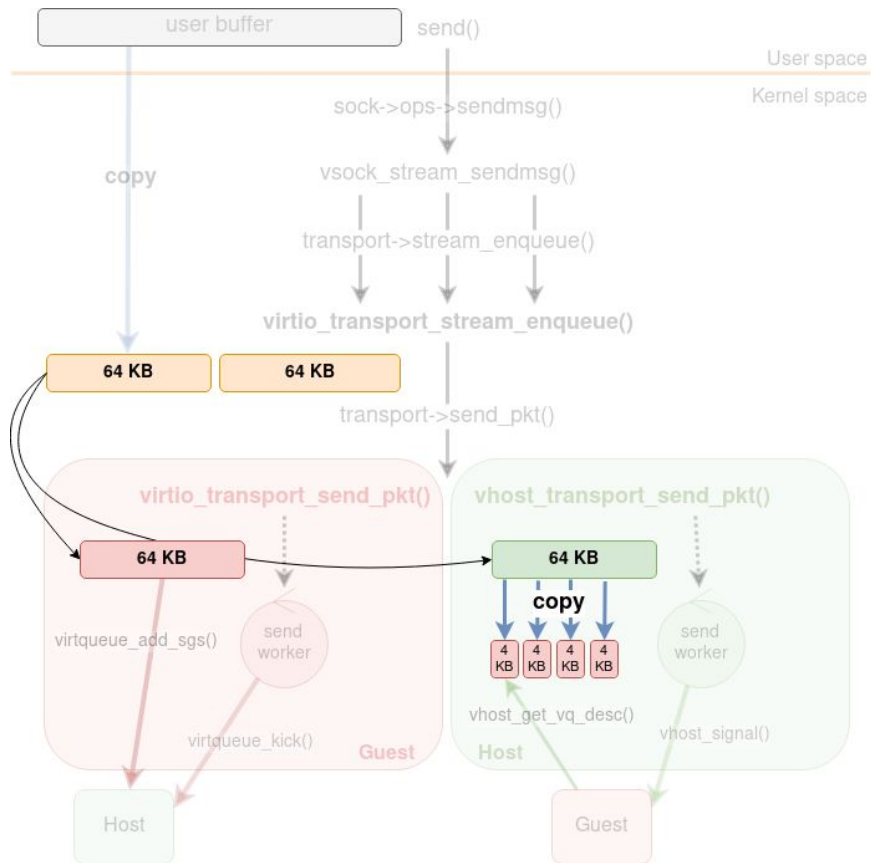 user buffer
send()
User space
Kernel space
sock->ops->sendmsg()
copy
vsock_stream_sendmsg()
transport->stream_enqueue()
virtio_transport_stream_enqueue()
64 KB
64 KB
transport->send_pkt()
virtio_transport_send_pkt()
vhost_transport_send_pkt()
64 KB
64 KB
copy
virtqueue_add_sgs()
send
worker
4
KB
4
KB
4
KB
4
KB
send
worker
vhost_get_vq_desc()
virtqueue_kick()
vhost_signal()
Guest
Host
Host
Guest